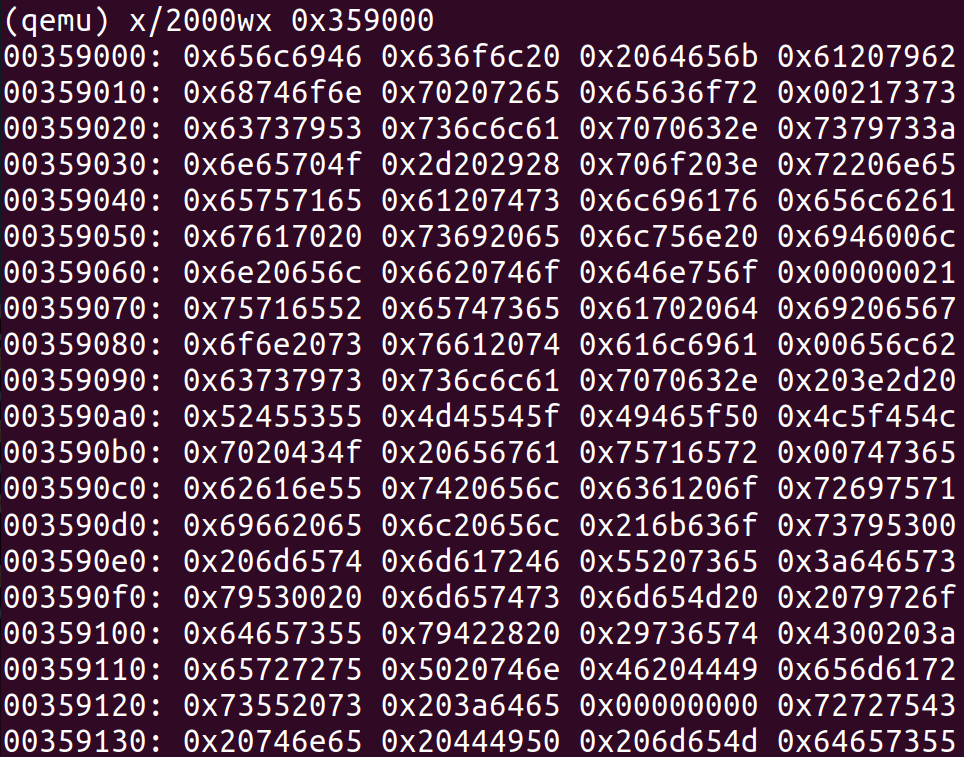 (qemu) x/2000wx 0x359000
00359000: 0x656c6946 0x636f6c20 0x2064656b 0x61207962
00359010: 0x68746f6e 0x70207265 0x65636f72 0x00217373
00359020: 0x63737953 0x736c6c61 0x7070632e 0x7379733a
00359030: 0x6e65704f 0x2d202928 0x706f203e 0x72206e65
00359040: 0x65757165 0x61207473 0x6c696176 0x656c6261
00359050: 0x67617020 0x73692065 0x6c756e20 0x6946006c
00359060: 0x6e20656c 0x6620746f 0x646e756f 0x00000021
00359070: 0x75716552 0x65747365 0x61702064 0x69206567
00359080: 0x6f6e2073 0x76612074 0x616c6961 0x00656c62
00359090: 0x63737973 0x736c6c61 0x7070632e 0x203e2d20
003590a0: 0x52455355 0x4d45545f 0x49465f50 0x4c5f454c
003590b0: 0x7020434f 0x20656761 0x75716572 0x00747365
003590c0: 0x62616e55 0x7420656c 0x6361206f 0x72697571
003590d0: 0x69662065 0x6c20656c 0x216b636f 0x73795300
003590e0: 0x206d6574 0x6d617246 0x55207365 0x3a646573
003590f0: 0x79530020 0x6d657473 0x6d654d20 0x2079726f
00359100: 0x64657355 0x79422820 0x29736574 0x4300203a
00359110: 0x65727275 0x5020746e 0x46204449 0x656d6172
00359120: 0x73552073 0x203a6465 0x00000000 0x72727543
00359130: 0x20746e65 0x20444950 0x206d654d 0x64657355